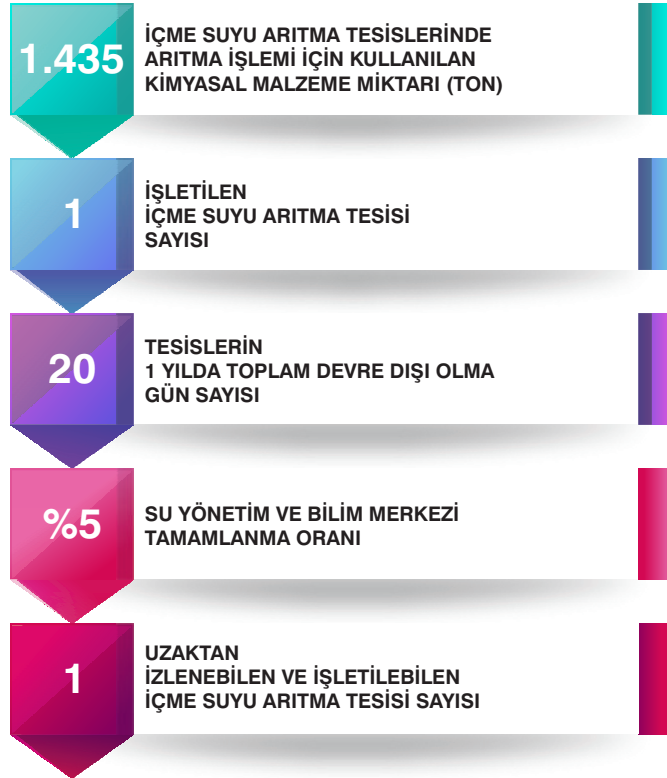 1.435
İÇME SUYU ARITMA TESİSLERİNDE
ARITMA İŞLEMİ İÇİN KULLANILAN
KİMYASAL MALZEME MİKTARI (TON)
1
İŞLETİLEN
İÇME SUYU ARITMA TESİSİ
SAYISI
20
TESİSLERİN
1 YILDA TOPLAM DEVRE DIŞI OLMA
GÜN SAYISI
%5
SU YÖNETİM VE BİLİM MERKEZİ
TAMAMLANMA ORANI
1
UZAKTAN
İZLENEBİLEN VE İŞLETİLEBİLEN
İÇME SUYU ARITMA TESİSİ SAYISI